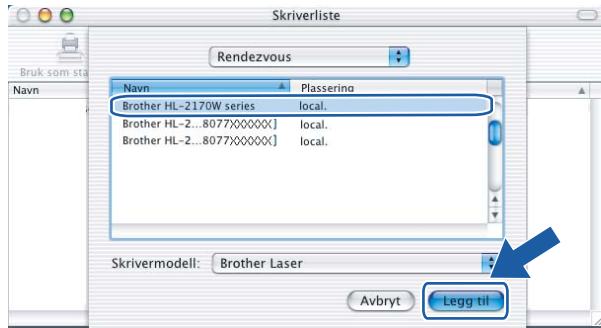 Skriverliste
Rendezvous
Bruk som sta
Navn
Navn Plassering
Brother HL-2170W series local.
Brother HL-2...8077XXXXXX] local.
Brother HL-2...8077XXXXXX] local.
Skrivermodell: Brother Laser
Avbryt Legg til